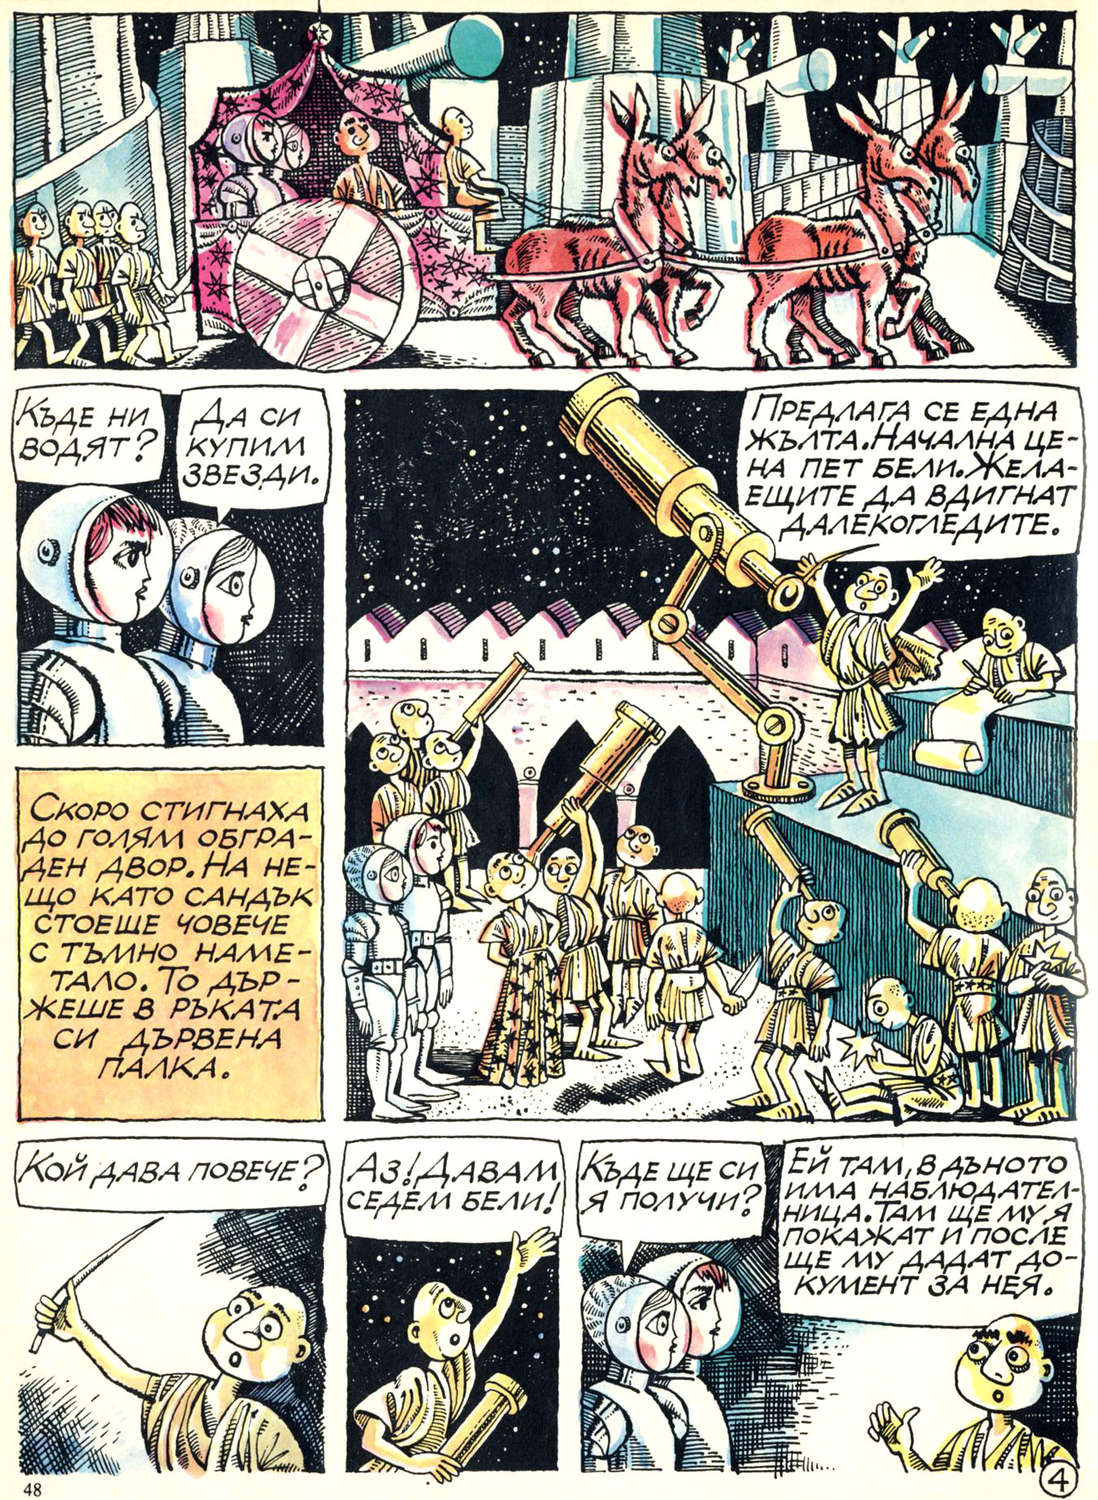 КЪДЕ НИ
ВОДЯТ?
ДА СИ
КУПИМ
ЗВЕЗДИ.
ПРЕДЛАГА СЕ ЕДНА
ЖЪЛТА. НАЧАЛНА ЦЕ-
НА ПЕТ БЕЛИ. ЖЕЛА-
ЕЩИТЕ ДА ВДИГНАТ
ДАЛЕКОГЛЕДИТЕ.
СКОРО СТИГНАХА
ДО ГОЛЯМ ОБГРА-
ДЕН ДВОР. НА НЕ-
ЩО КАТО САНДЪК
СТОЕШЕ ЧОВЕЧЕ
С ТЪМНО НАМЕ-
ТАЛО. ТО ДЪР-
ЖЕШЕ В РЪКАТА
СИ ДЪРВЕНА
ПАЛКА.
КОЙ ДАВА ПОВЕЧЕ?
АЗ! ДАВАМ
СЕДЕМ БЕЛИ!
КЪДЕ ЩЕ СИ
Я ПОЛУЧИ?
ЕЙ ТАМ, В ДЪНОТО
ИМА НАБЛЮДАТЕЛ-
НИЦА. ТАМ ЩЕ МУ Я
ПОКАЖАТ И ПОСЛЕ
ЩЕ МУ ДАДАТ ДО-
КУМЕНТ ЗА НЕЯ.
48
4